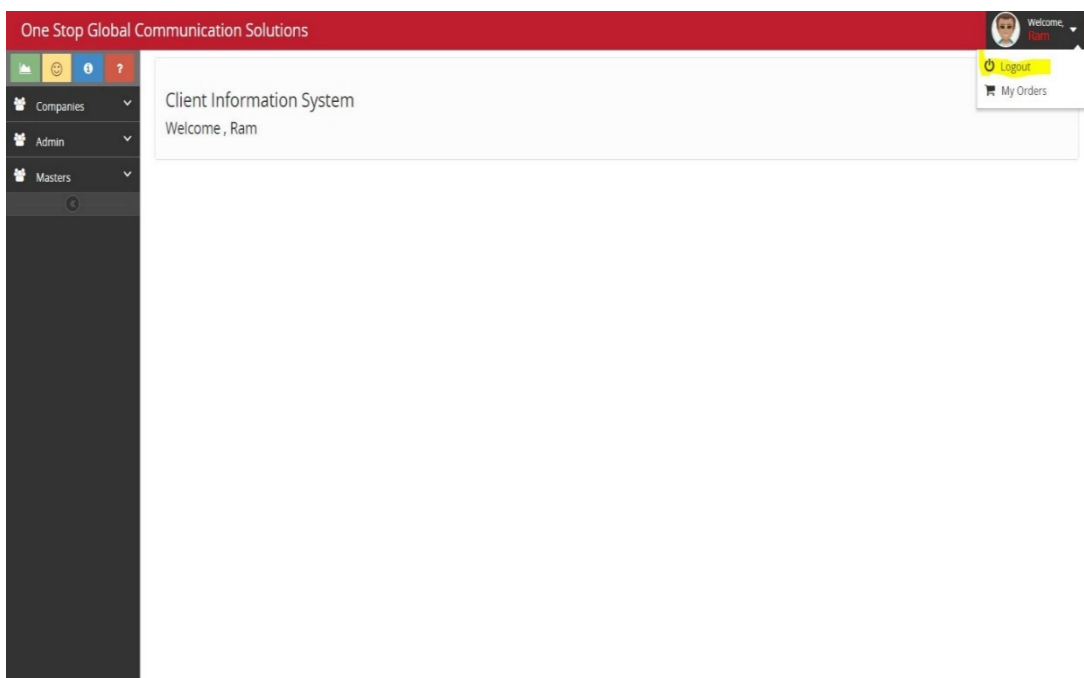 One Stop Global Communication Solutions
Welcome,
Ram
Logout
My Orders
?
Companies
Admin
Masters
Client Information System
Welcome , Ram